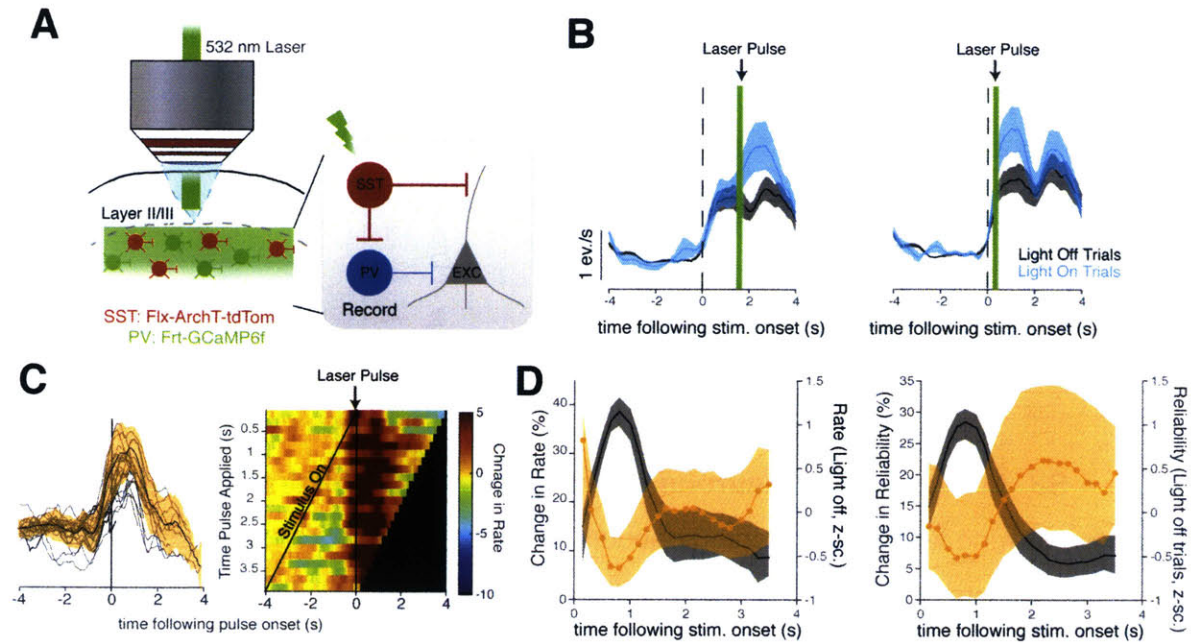 A
532 nm Laser
Layer II/III
SST
PV
EXC
Record
SST: Flx-ArchT-tdTom
PV: Frt-GCaMP6f
B
Laser Pulse
Laser Pulse
1 ev./s
Light Off Trials
Light On Trials
-4 -2 0 2 4
-4 -2 0 2 4
time following stim. onset (s)
time following stim. onset (s)
C
Laser Pulse
Time Pulse Applied (s)
0.5
1
1.5
2
2.5
3
3.5
Stimulus On
5
0
-5
-10
Chnage in Rate
-4 -2 0 2 4
-4 -2 0 2 4
time following pulse onset (s)
D
Change in Rate (%)
40
30
20
10
0
1.5
1
0.5
0
-0.5
-1
Rate (Light off, z-sc.)
0 1 2 3 4
time following stim. onset (s)
Change in Reliability (%)
35
30
25
20
15
10
5
0
1.5
1
0.5
0
-0.5
-1
Reliability (Light off trials, z-sc.)
0 1 2 3 4
time following stim. onset (s)